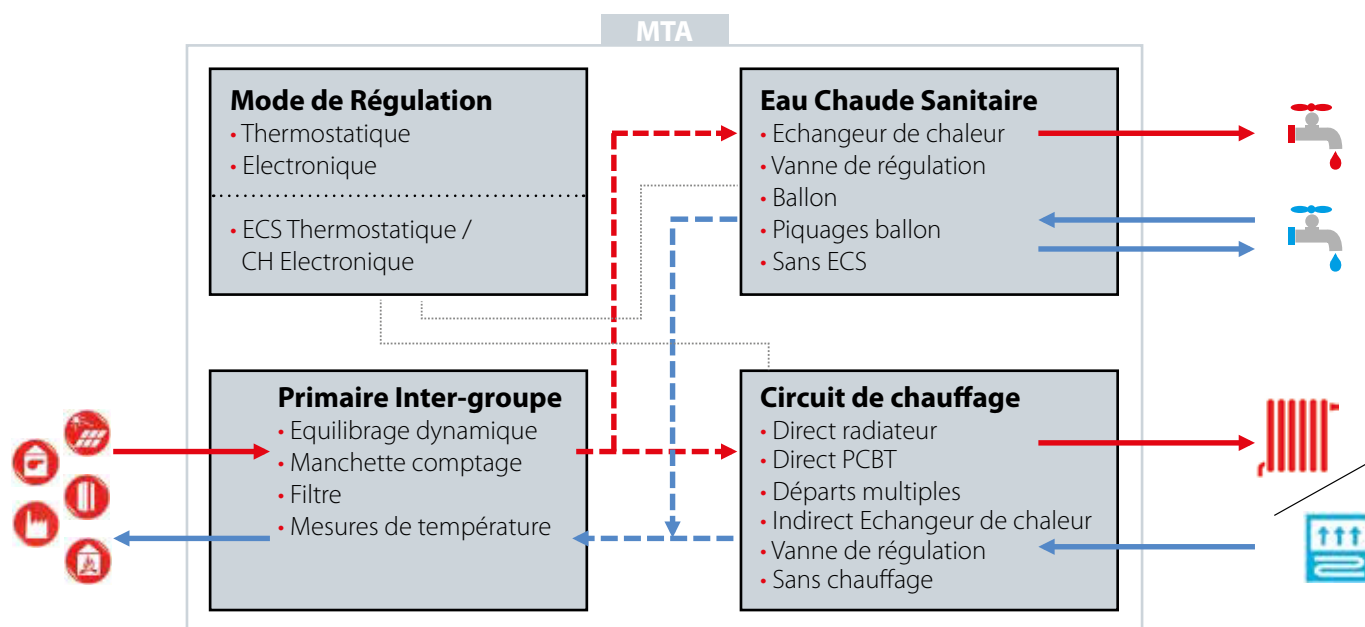 MTA
Mode de Régulation
• Thermostatique
• Electronique
• ECS Thermostatique /
CH Electronique
Eau Chaude Sanitaire
• Echangeur de chaleur
• Vanne de régulation
• Ballon
• Piquages ballon
• Sans ECS
Primaire Inter-groupe
• Equilibrage dynamique
• Manchette comptage
• Filtre
• Mesures de température
Circuit de chauffage
• Direct radiateur
• Direct PCBT
• Départs multiples
• Indirect Echangeur de chaleur
• Vanne de régulation
• Sans chauffage